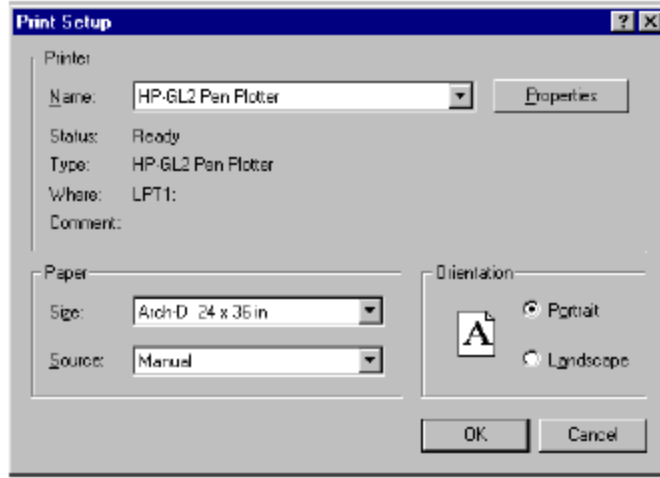 Print Setup
Printer
Name: HP-GL2 Pen Plotter Properties
Status: Ready
Type: HP-GL2 Pen Plotter
Where: LPT1:
Comment:
Paper
Size: Arch-D 24 x 36 in
Source: Manual
Orientation
A
Portrait
Landscape
OK Cancel